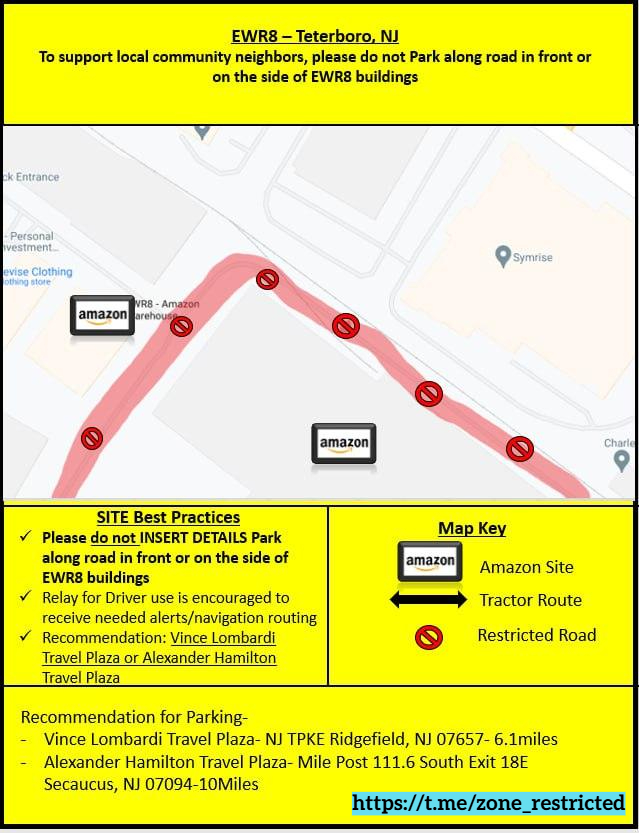 EWR8 – Teterboro, NJ
To support local community neighbors, please do not Park along road in front or
on the side of EWR8 buildings
ck Entrance
- Personal
nvestment...
evise Clothing
lothing store
WR8 - Amazon
arehouse
amazon
Symrise
amazon
Charle
SITE Best Practices
✓ Please do not INSERT DETAILS Park
along road in front or on the side of
EWR8 buildings
✓ Relay for Driver use is encouraged to
receive needed alerts/navigation routing
✓ Recommendation: Vince Lombardi
Travel Plaza or Alexander Hamilton
Travel Plaza
Map Key
amazon
Amazon Site
Tractor Route
Restricted Road
Recommendation for Parking-
- Vince Lombardi Travel Plaza- NJ TPKE Ridgefield, NJ 07657- 6.1miles
- Alexander Hamilton Travel Plaza- Mile Post 111.6 South Exit 18E
Secaucus, NJ 07094-10Miles
https://t.me/zone_restricted